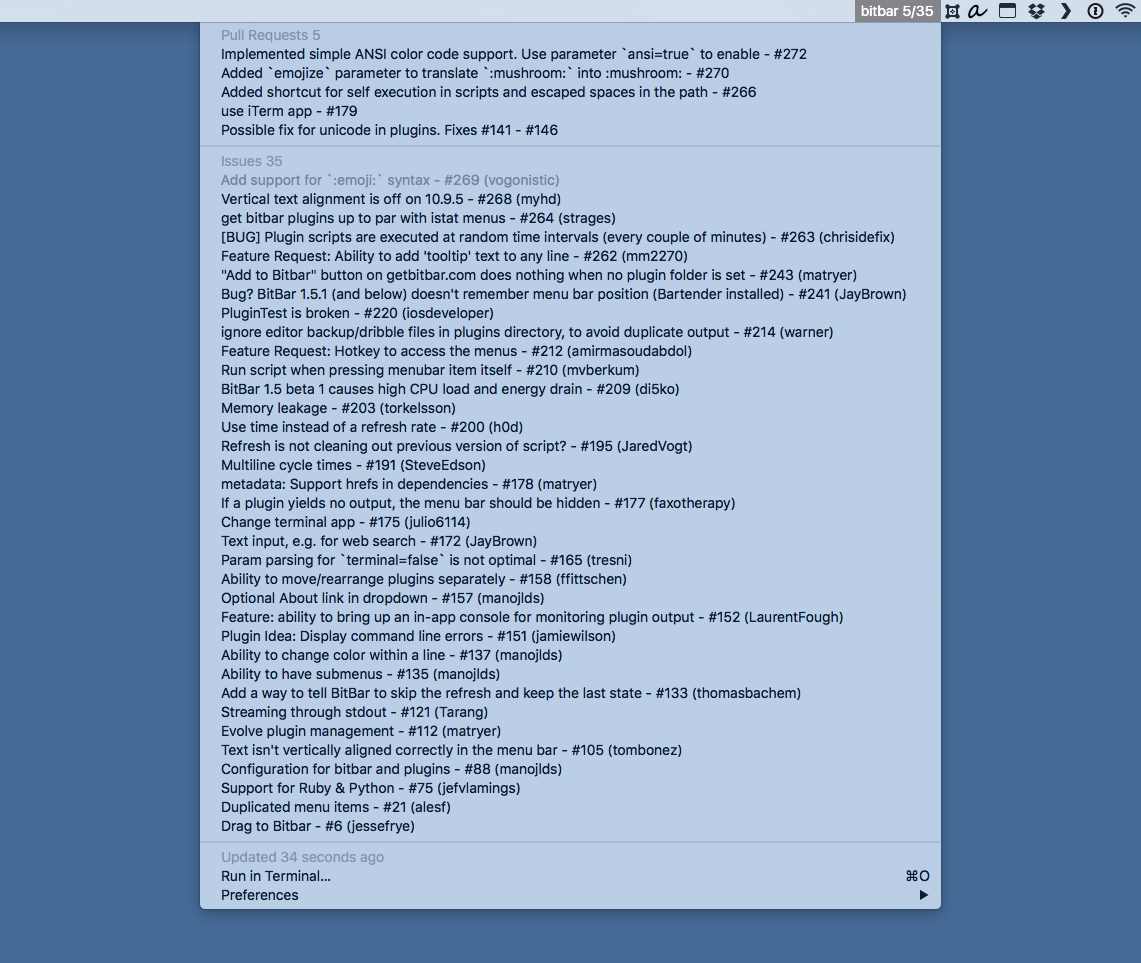 bitbar 5/35
Pull Requests 5
Implemented simple ANSI color code support. Use parameter `ansi=true` to enable - #272
Added `emojize` parameter to translate `:mushroom:` into :mushroom: - #270
Added shortcut for self execution in scripts and escaped spaces in the path - #266
use iTerm app - #179
Possible fix for unicode in plugins. Fixes #141 - #146
Issues 35
Add support for `:emoji:` syntax - #269 (vogonistic)
Vertical text alignment is off on 10.9.5 - #268 (myhd)
get bitbar plugins up to par with istat menus - #264 (strages)
[BUG] Plugin scripts are executed at random time intervals (every couple of minutes) - #263 (chrisidefix)
Feature Request: Ability to add 'tooltip' text to any line - #262 (mm2270)
"Add to Bitbar" button on getbitbar.com does nothing when no plugin folder is set - #243 (matryer)
Bug? BitBar 1.5.1 (and below) doesn't remember menu bar position (Bartender installed) - #241 (JayBrown)
PluginTest is broken - #220 (iosdeveloper)
ignore editor backup/dribble files in plugins directory, to avoid duplicate output - #214 (warner)
Feature Request: Hotkey to access the menus - #212 (amirmasoudabdol)
Run script when pressing menubar item itself - #210 (mvberkum)
BitBar 1.5 beta 1 causes high CPU load and energy drain - #209 (di5ko)
Memory leakage - #203 (torkelsson)
Use time instead of a refresh rate - #200 (h0d)
Refresh is not cleaning out previous version of script? - #195 (JaredVogt)
Multiline cycle times - #191 (SteveEdson)
metadata: Support hrefs in dependencies - #178 (matryer)
If a plugin yields no output, the menu bar should be hidden - #177 (faxotherapy)
Change terminal app - #175 (julio6114)
Text input, e.g. for web search - #172 (JayBrown)
Param parsing for `terminal=false` is not optimal - #165 (tresni)
Ability to move/rearrange plugins separately - #158 (ffittschen)
Optional About link in dropdown - #157 (manojlds)
Feature: ability to bring up an in-app console for monitoring plugin output - #152 (LaurentFough)
Plugin Idea: Display command line errors - #151 (jamiewilson)
Ability to change color within a line - #137 (manojlds)
Ability to have submenus - #135 (manojlds)
Add a way to tell BitBar to skip the refresh and keep the last state - #133 (thomasbachem)
Streaming through stdout - #121 (Tarang)
Evolve plugin management - #112 (matryer)
Text isn't vertically aligned correctly in the menu bar - #105 (tombonez)
Configuration for bitbar and plugins - #88 (manojlds)
Support for Ruby & Python - #75 (jefvlamings)
Duplicated menu items - #21 (alesf)
Drag to Bitbar - #6 (jessefrye)
Updated 34 seconds ago
Run in Terminal... ⌘O
Preferences